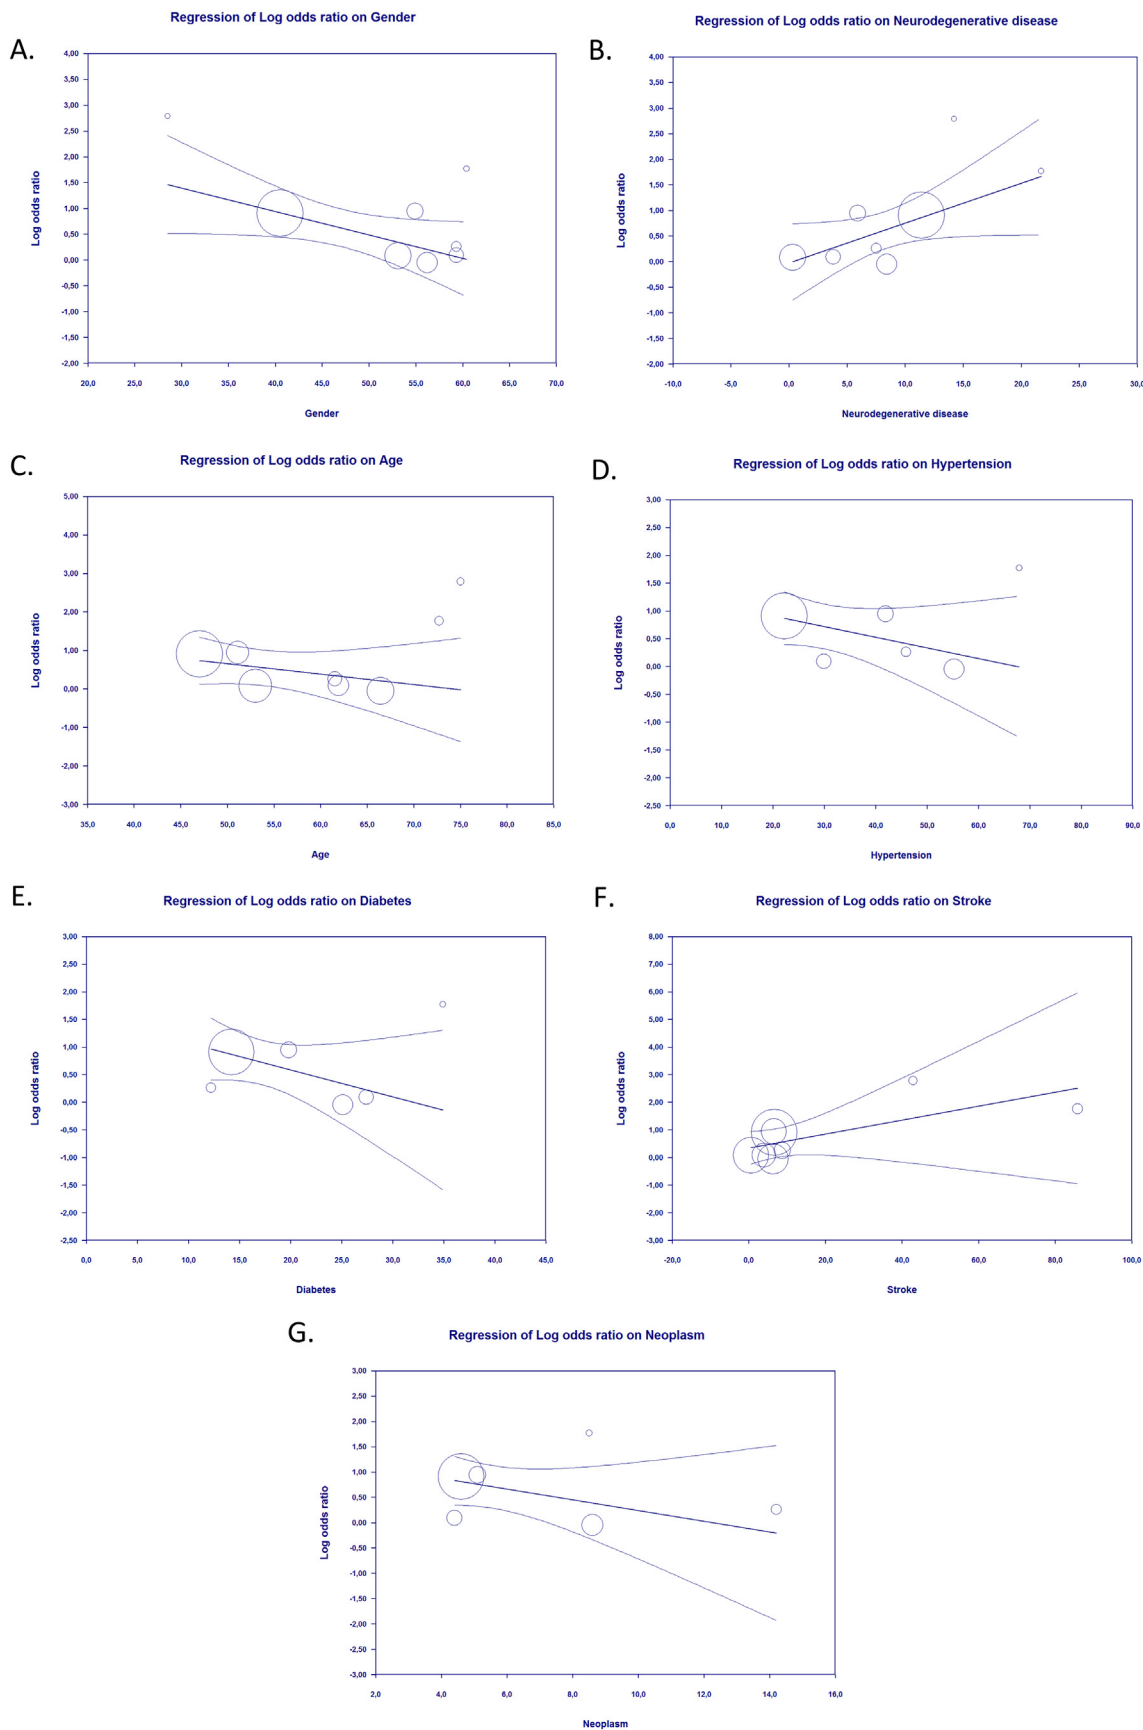 Regression of Log odds ratio on Gender
A.
4,00
3,50
3,00
2,50
2,00
1,50
1,00
0,50
0,00
-0,50
-1,00
-1,50
-2,00
Log odds ratio
20,0 30,0 35,0 40,0 45,0 50,0 55,0 60,0 65,0 70,0
Gender
Regression of Log odds ratio on Neurodegenerative disease
B.
4,00
3,50
3,00
2,50
2,00
1,50
1,00
0,50
0,00
-0,50
-1,00
-1,50
-2,00
Log odds ratio
-10,0 -5,0 0,0 5,0 10,0 15,0 20,0 25,0 30,0
Neurodegenerative disease
C.
Regression of Log odds ratio on Age
5,00
4,00
3,00
2,00
1,00
0,00
-1,00
-2,00
-3,00
Log odds ratio
35,0 40,0 45,0 50,0 55,0 60,0 65,0 70,0 75,0 80,0 85,0
Age
D.
Regression of Log odds ratio on Hypertension
3,00
2,50
2,00
1,50
1,00
0,50
0,00
-0,50
-1,00
-1,50
-2,00
-2,50
Log odds ratio
0,0 10,0 20,0 30,0 40,0 50,0 60,0 70,0 80,0 90,0
Hypertension
E.
Regression of Log odds ratio on Diabetes
3,00
2,50
2,00
1,50
1,00
0,50
0,00
-0,50
-1,00
-1,50
-2,00
-2,50
Log odds ratio
0,0 5,0 10,0 15,0 20,0 25,0 30,0 35,0 40,0 45,0
Diabetes
F.
Regression of Log odds ratio on Stroke
8,00
7,00
6,00
5,00
4,00
3,00
2,00
1,00
0,00
-1,00
-2,00
-3,00
Log odds ratio
-20,0 0,0 20,0 40,0 60,0 80,0 100,0
Stroke
G.
Regression of Log odds ratio on Neoplasm
3,00
2,50
2,00
1,50
1,00
0,50
0,00
-0,50
-1,00
-1,50
-2,00
-2,50
-3,00
Log odds ratio
2,0 4,0 6,0 8,0 10,0 12,0 14,0 16,0
Neoplasm